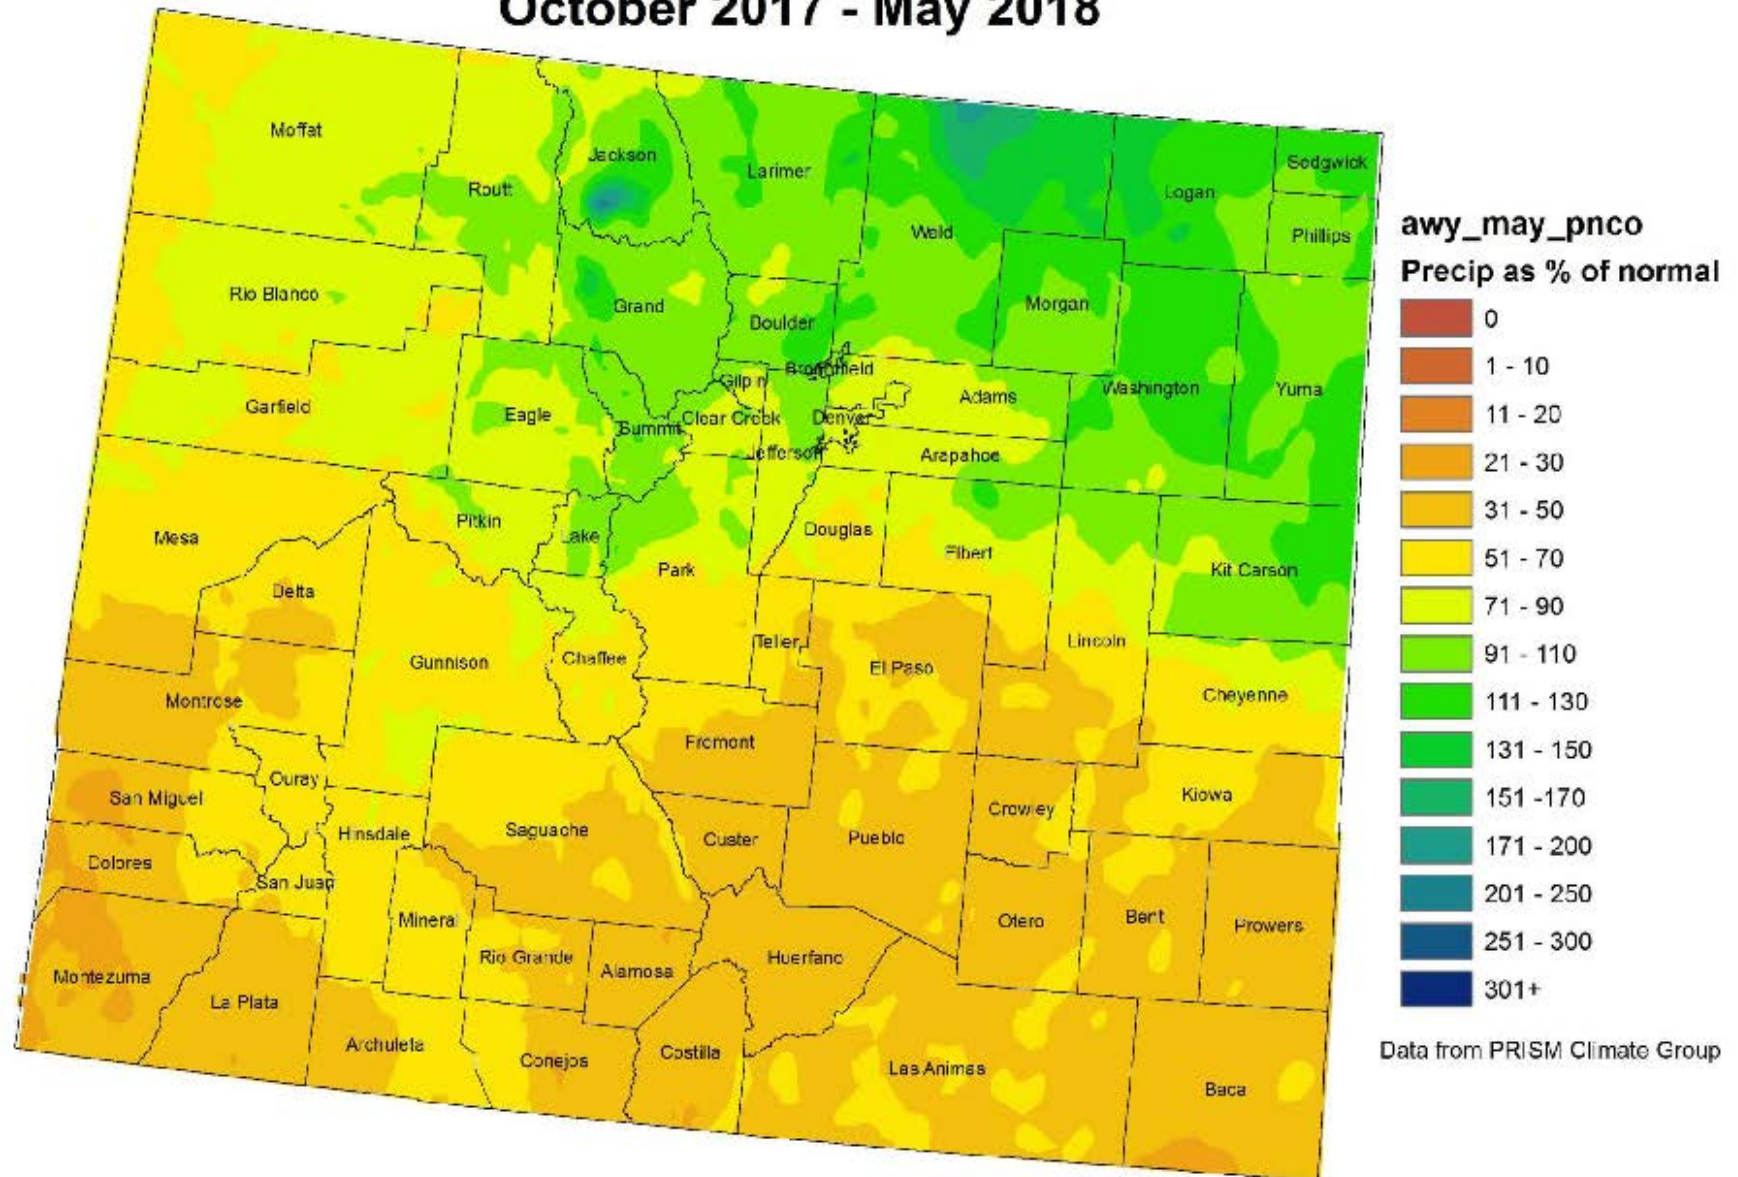 October 2017 - May 2018
Moffat
Routt
Jackson
Larimer
Weld
Logan
Sedgwick
Phillips
Rio Blanco
Grand
Boulder
Morgan
Washington
Yuma
Garfield
Eagle
Summit
Gilpin
Clear Creek
Broomfield
Denver
Jefferson
Adams
Arapahoe
Mesa
Pitkin
Lake
Park
Douglas
Elbert
Kit Carson
Delta
Gunnison
Chaffee
Teller
El Paso
Lincoln
Cheyenne
Montrose
Fremont
Ouray
San Miguel
Hinsdale
Saguache
Custer
Pueblo
Crowley
Kiowa
Dolores
San Juan
Mineral
Rio Grande
Alamosa
Huerfano
Otero
Bent
Prowers
Montezuma
La Plata
Archuleta
Conejos
Costilla
Las Animas
Baca
awy_may_pnco
Precip as % of normal
0
1 - 10
11 - 20
21 - 30
31 - 50
51 - 70
71 - 90
91 - 110
111 - 130
131 - 150
151 -170
171 - 200
201 - 250
251 - 300
301+
Data from PRISM Climate Group